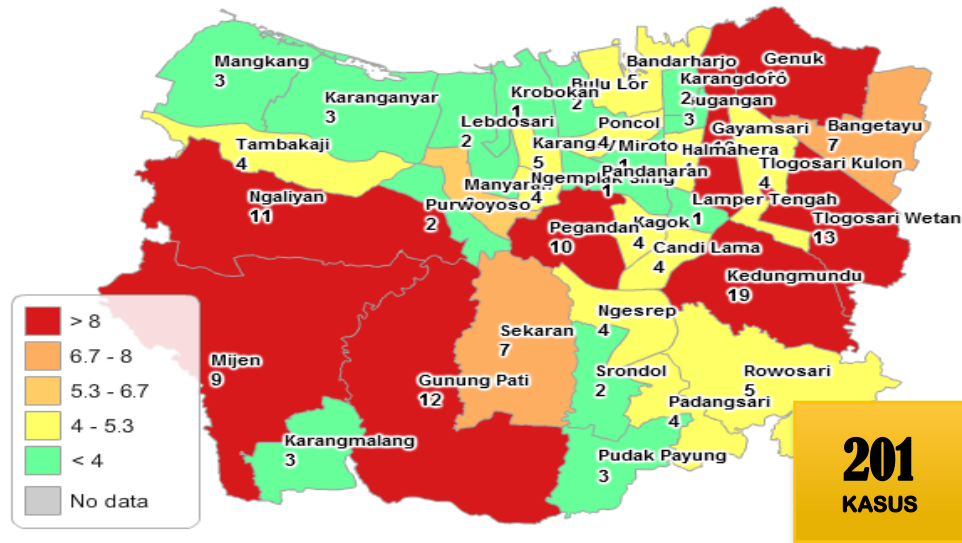 Mangkang
3
Karanganyar
3
Krobokan
1
Bulu Lor
2
Bandarharjo
Karangdoro
2
Genuk
Lebdosari
2
Poncol
4
3
Gayamsari
Bangetayu
7
Tambakaji
4
Karang
5
Miroto
1
Halmahera
Tlogosari Kulon
4
Ngaliyan
11
Manyaran
4
Pandanaran
1
Purwoyoso
2
Lamper Tengah
1
Tlogosari Wetan
13
Pegandan
10
Kagok
4
Candi Lama
4
Kedungmundu
19
> 8
6.7 - 8
5.3 - 6.7
4 - 5.3
< 4
No data
Mijen
9
Gunung Pati
12
Sekaran
7
Ngesrep
4
Srondol
2
Rowosari
5
Padangsari
4
Karangmalang
3
Pudak Payung
3
201
KASUS